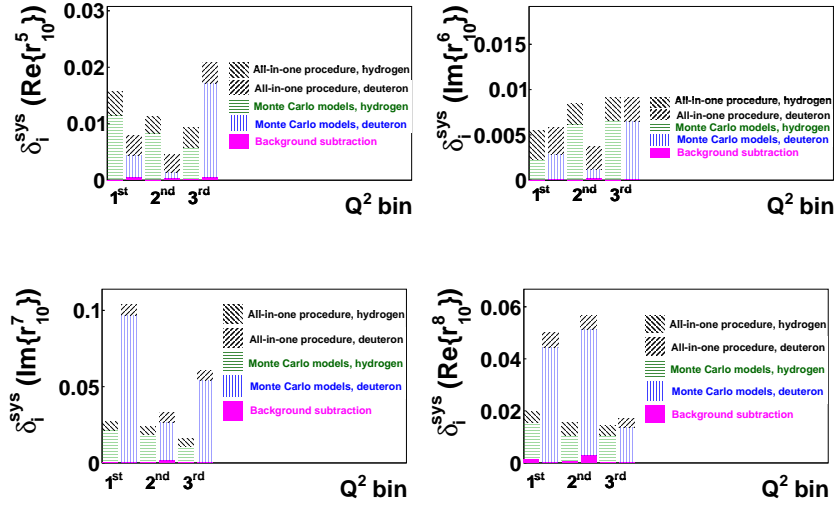 δ_i^sys (Re{r_10^5})
0.03
0.02
0.01
0
All-in-one procedure, hydrogen
All-in-one procedure, deuteron
Monte Carlo models, hydrogen
Monte Carlo models, deuteron
Background subtraction
1st 2nd 3rd
Q² bin
δ_i^sys (Im{r_10^6})
0.015
0.01
0.005
0
All-in-one procedure, hydrogen
All-in-one procedure, deuteron
Monte Carlo models, hydrogen
Monte Carlo models, deuteron
Background subtraction
1st 2nd 3rd
Q² bin
δ_i^sys (Im{r_10^7})
0.1
0.05
0
All-in-one procedure, hydrogen
All-in-one procedure, deuteron
Monte Carlo models, hydrogen
Monte Carlo models, deuteron
Background subtraction
1st 2nd 3rd
Q² bin
δ_i^sys (Re{r_10^8})
0.06
0.04
0.02
0
All-in-one procedure, hydrogen
All-in-one procedure, deuteron
Monte Carlo models, hydrogen
Monte Carlo models, deuteron
Background subtraction
1st 2nd 3rd
Q² bin